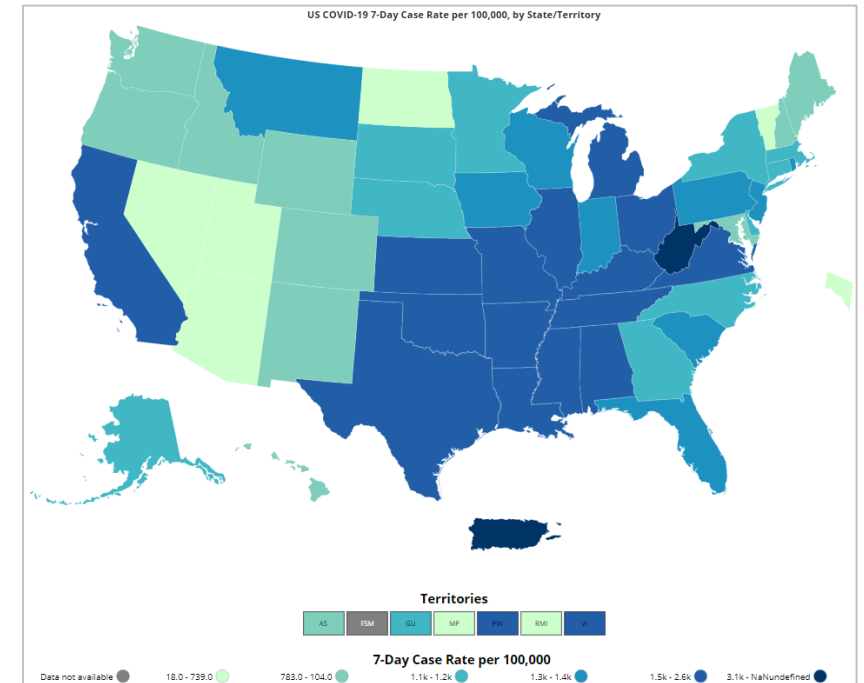 US COVID-19 7-Day Case Rate per 100,000, by State/Territory
Territories
AS FSM GU MP PW RMI VI
7-Day Case Rate per 100,000
Data not available 18.0 - 739.0 783.0 - 104.0 1.1k - 1.2k 1.3k - 1.4k 1.5k - 2.6k 3.1k - NaNundefined